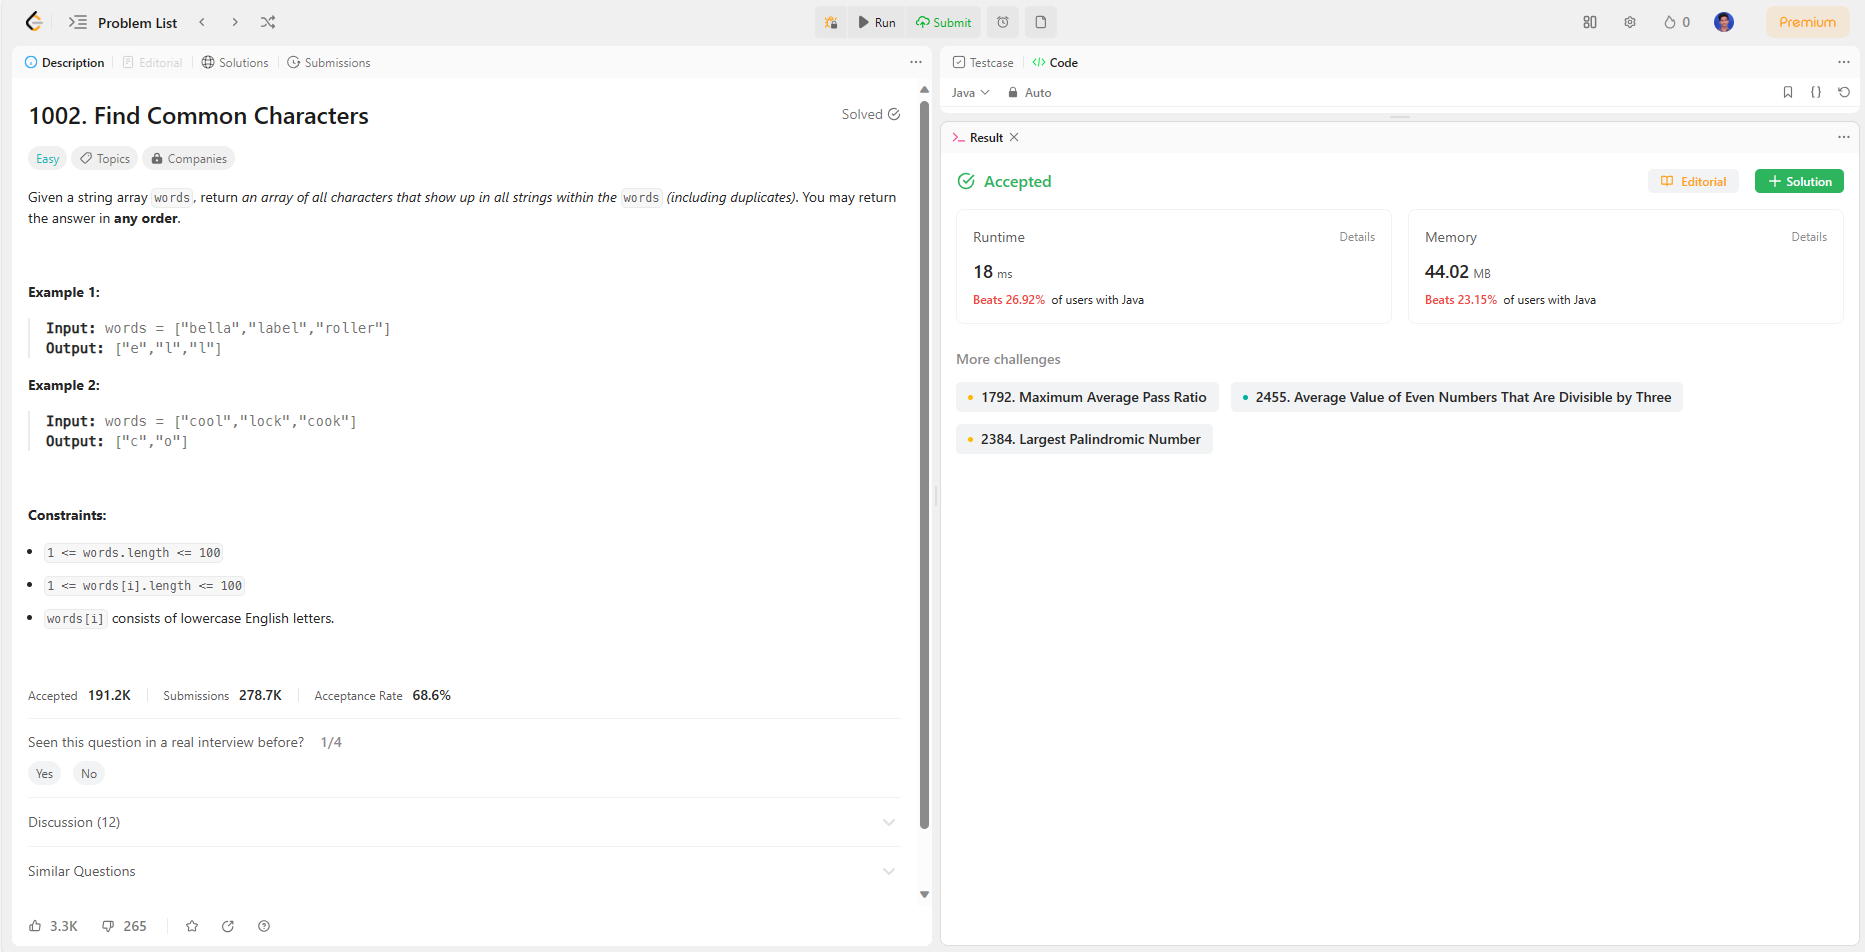 Problem List
Run
Submit
0
Premium
Description
Editorial
Solutions
Submissions
1002. Find Common Characters
Solved
Easy
Topics
Companies
Given a string array words, return an array of all characters that show up in all strings within the words (including duplicates). You may return
the answer in any order.
Example 1:
Input: words = ["bella","label","roller"]
Output: ["e","l","l"]
Example 2:
Input: words = ["cool","lock","cook"]
Output: ["c","o"]
Constraints:
1 <= words.length <= 100
1 <= words[i].length <= 100
words[i] consists of lowercase English letters.
Accepted 191.2K
Submissions 278.7K
Acceptance Rate 68.6%
Seen this question in a real interview before? 1/4
Yes
No
Discussion (12)
Similar Questions
3.3K
265
Testcase
Code
Java
Auto
Result
Accepted
Editorial
Solution
Runtime
Details
18 ms
Beats 26.92% of users with Java
Memory
Details
44.02 MB
Beats 23.15% of users with Java
More challenges
1792. Maximum Average Pass Ratio
2455. Average Value of Even Numbers That Are Divisible by Three
2384. Largest Palindromic Number